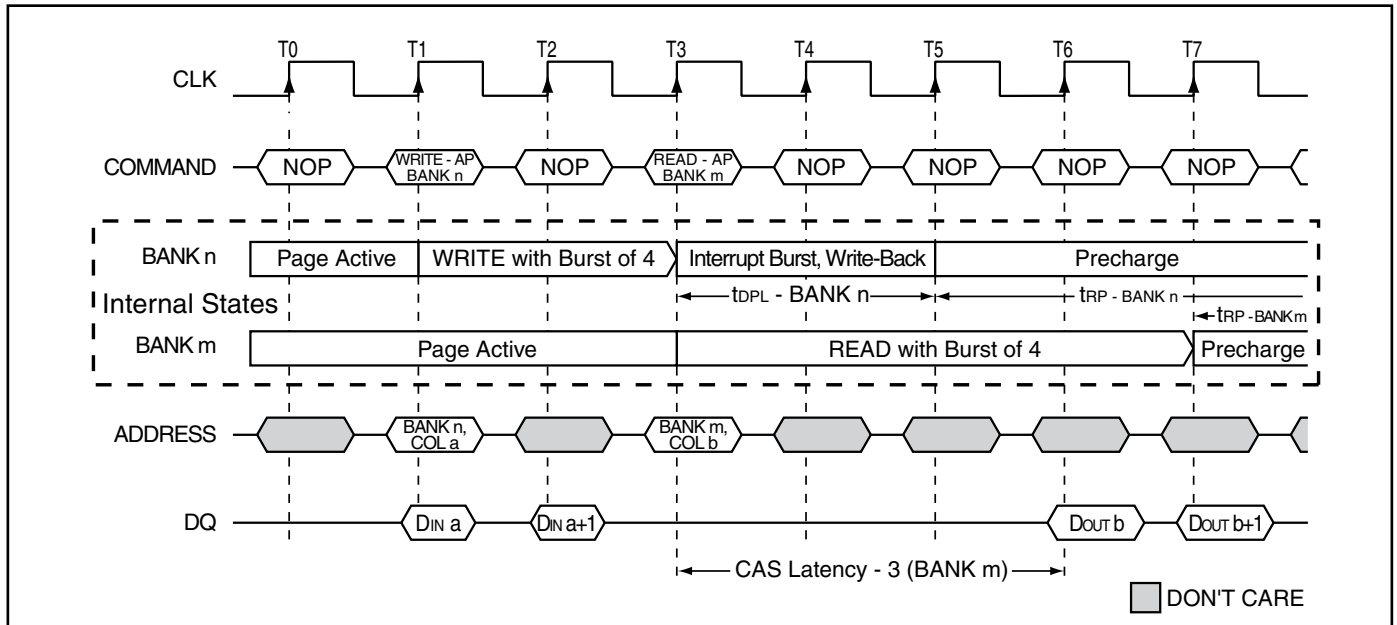 T0 T1 T2 T3 T4 T5 T6 T7
CLK
COMMAND NOP WRITE - AP BANK n NOP READ - AP BANK m NOP NOP NOP NOP
BANK n Page Active WRITE with Burst of 4 Interrupt Burst, Write-Back Precharge
tDPL - BANK n tRP - BANK n
Internal States
tRP - BANK m
BANK m Page Active READ with Burst of 4 Precharge
ADDRESS BANK n, COL a BANK m, COL b
DQ DIN a DIN a+1 DOUT b DOUT b+1
CAS Latency - 3 (BANK m)
DON'T CARE